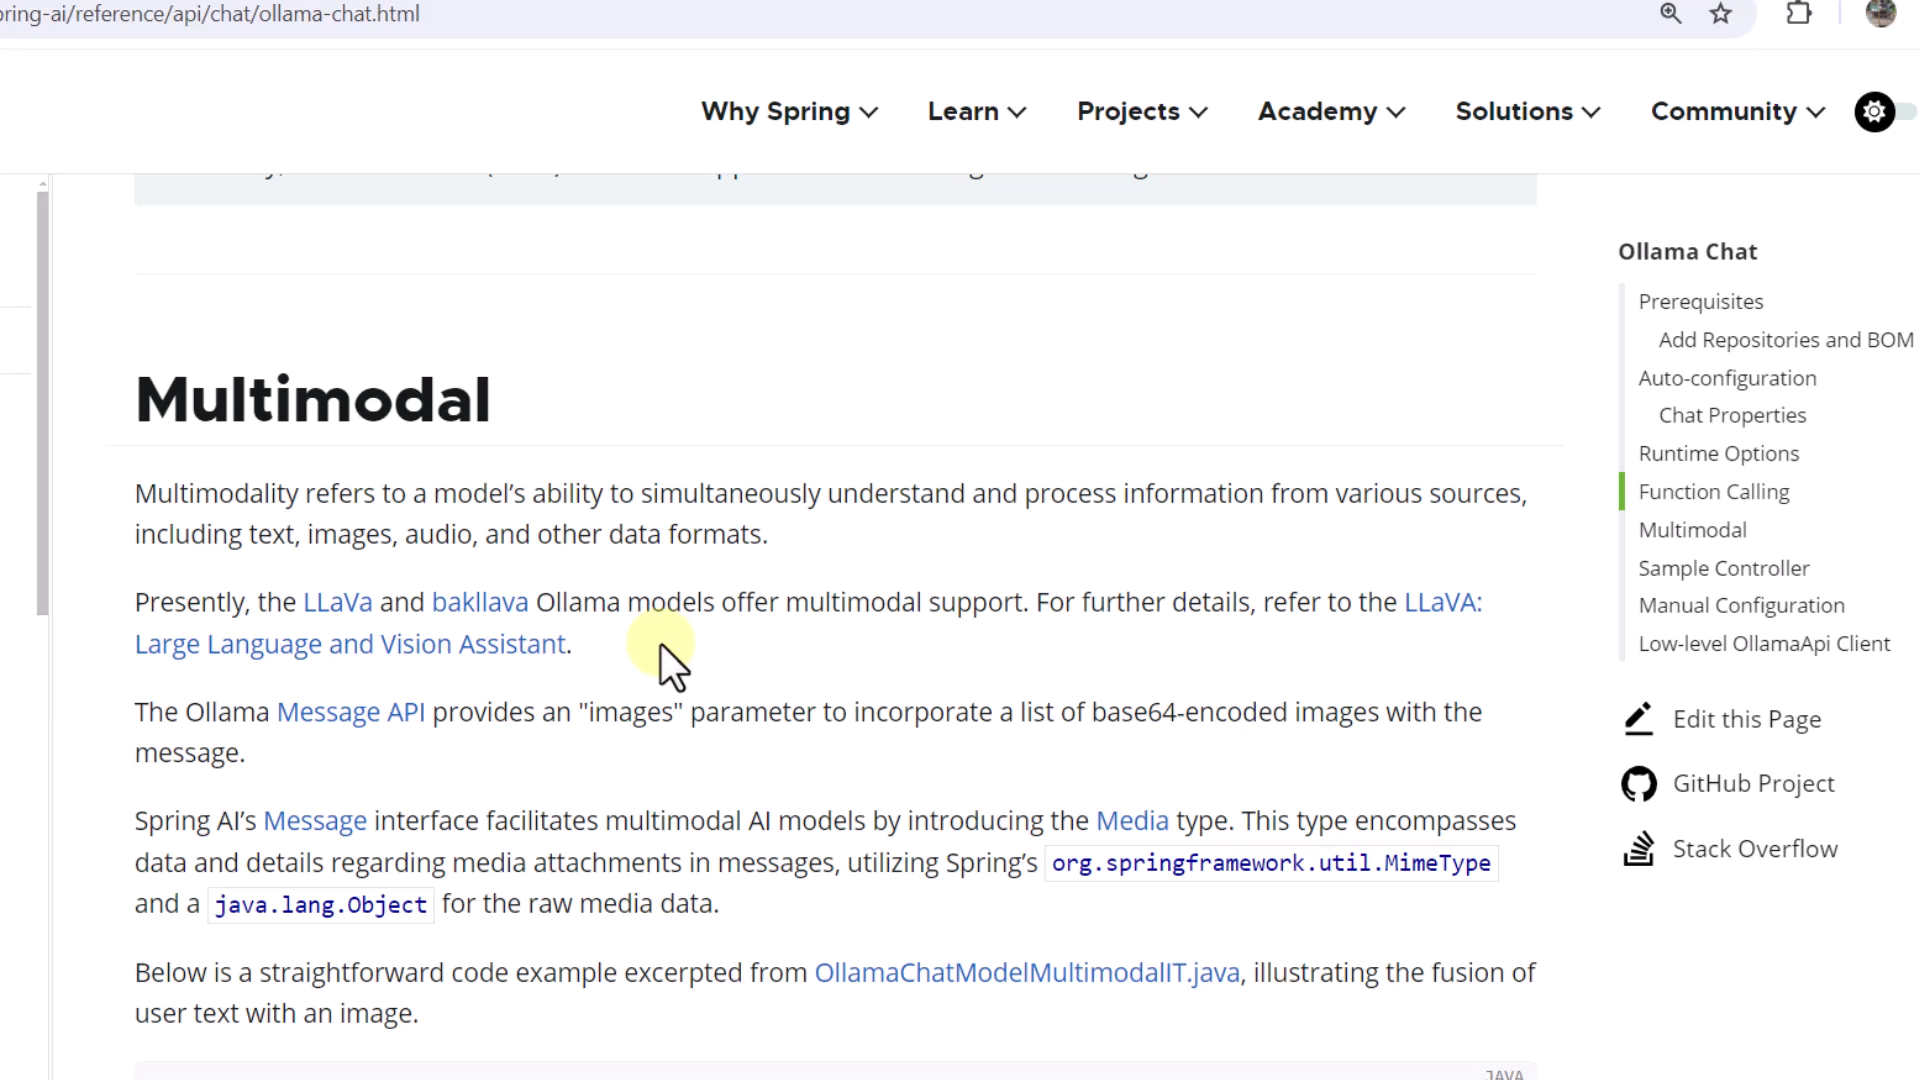 ring-ai/reference/api/chat/ollama-chat.html
Why Spring
Learn
Projects
Academy
Solutions
Community
Multimodal
Multimodality refers to a model’s ability to simultaneously understand and process information from various sources,
including text, images, audio, and other data formats.
Presently, the LLaVa and bakllava Ollama models offer multimodal support. For further details, refer to the LLaVA:
Large Language and Vision Assistant.
The Ollama Message API provides an "images" parameter to incorporate a list of base64-encoded images with the
message.
Spring AI’s Message interface facilitates multimodal AI models by introducing the Media type. This type encompasses
data and details regarding media attachments in messages, utilizing Spring’s org.springframework.util.MimeType
and a java.lang.Object for the raw media data.
Below is a straightforward code example excerpted from OllamaChatModelMultimodalIT.java, illustrating the fusion of
user text with an image.
JAVA
Ollama Chat
Prerequisites
Add Repositories and BOM
Auto-configuration
Chat Properties
Runtime Options
Function Calling
Multimodal
Sample Controller
Manual Configuration
Low-level OllamaApi Client
Edit this Page
GitHub Project
Stack Overflow